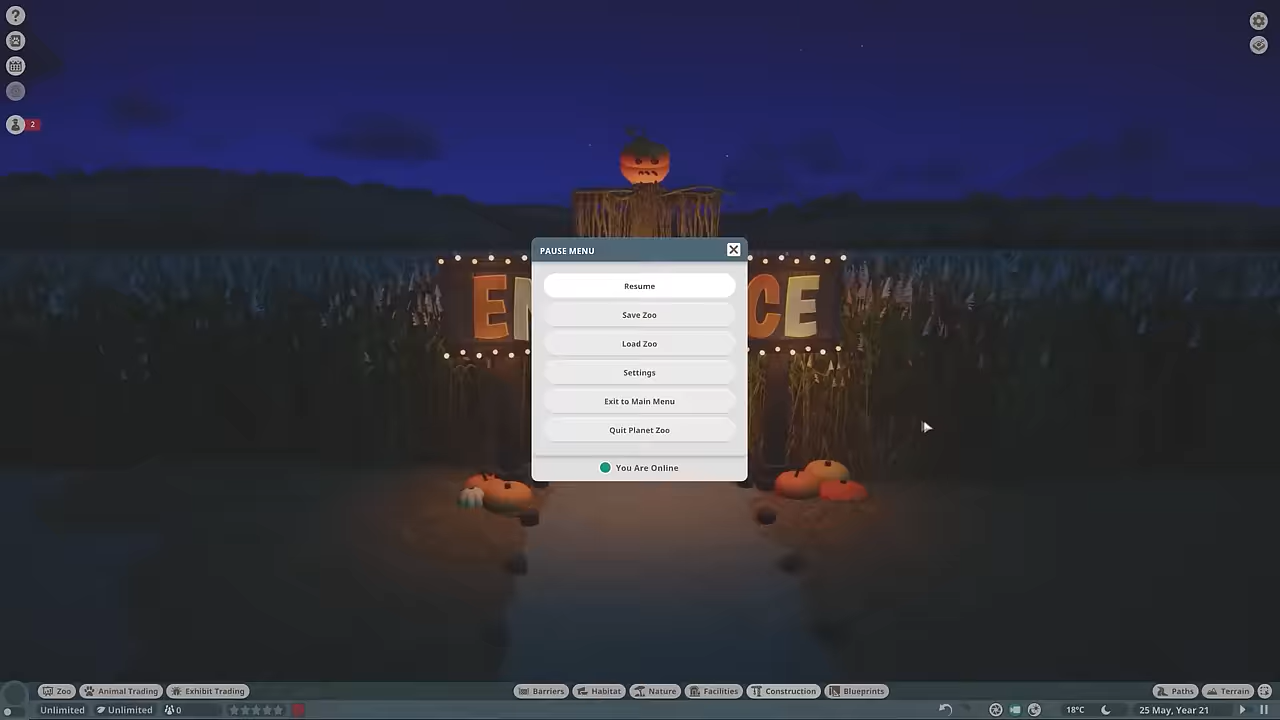 ?
2
PAUSE MENU
Resume
Save Zoo
Load Zoo
Settings
Exit to Main Menu
Quit Planet Zoo
You Are Online
EN
CE
Zoo
Animal Trading
Exhibit Trading
Barriers
Habitat
Nature
Facilities
Construction
Blueprints
Paths
Terrain
Unlimited
Unlimited
0
18°C
25 May, Year 21